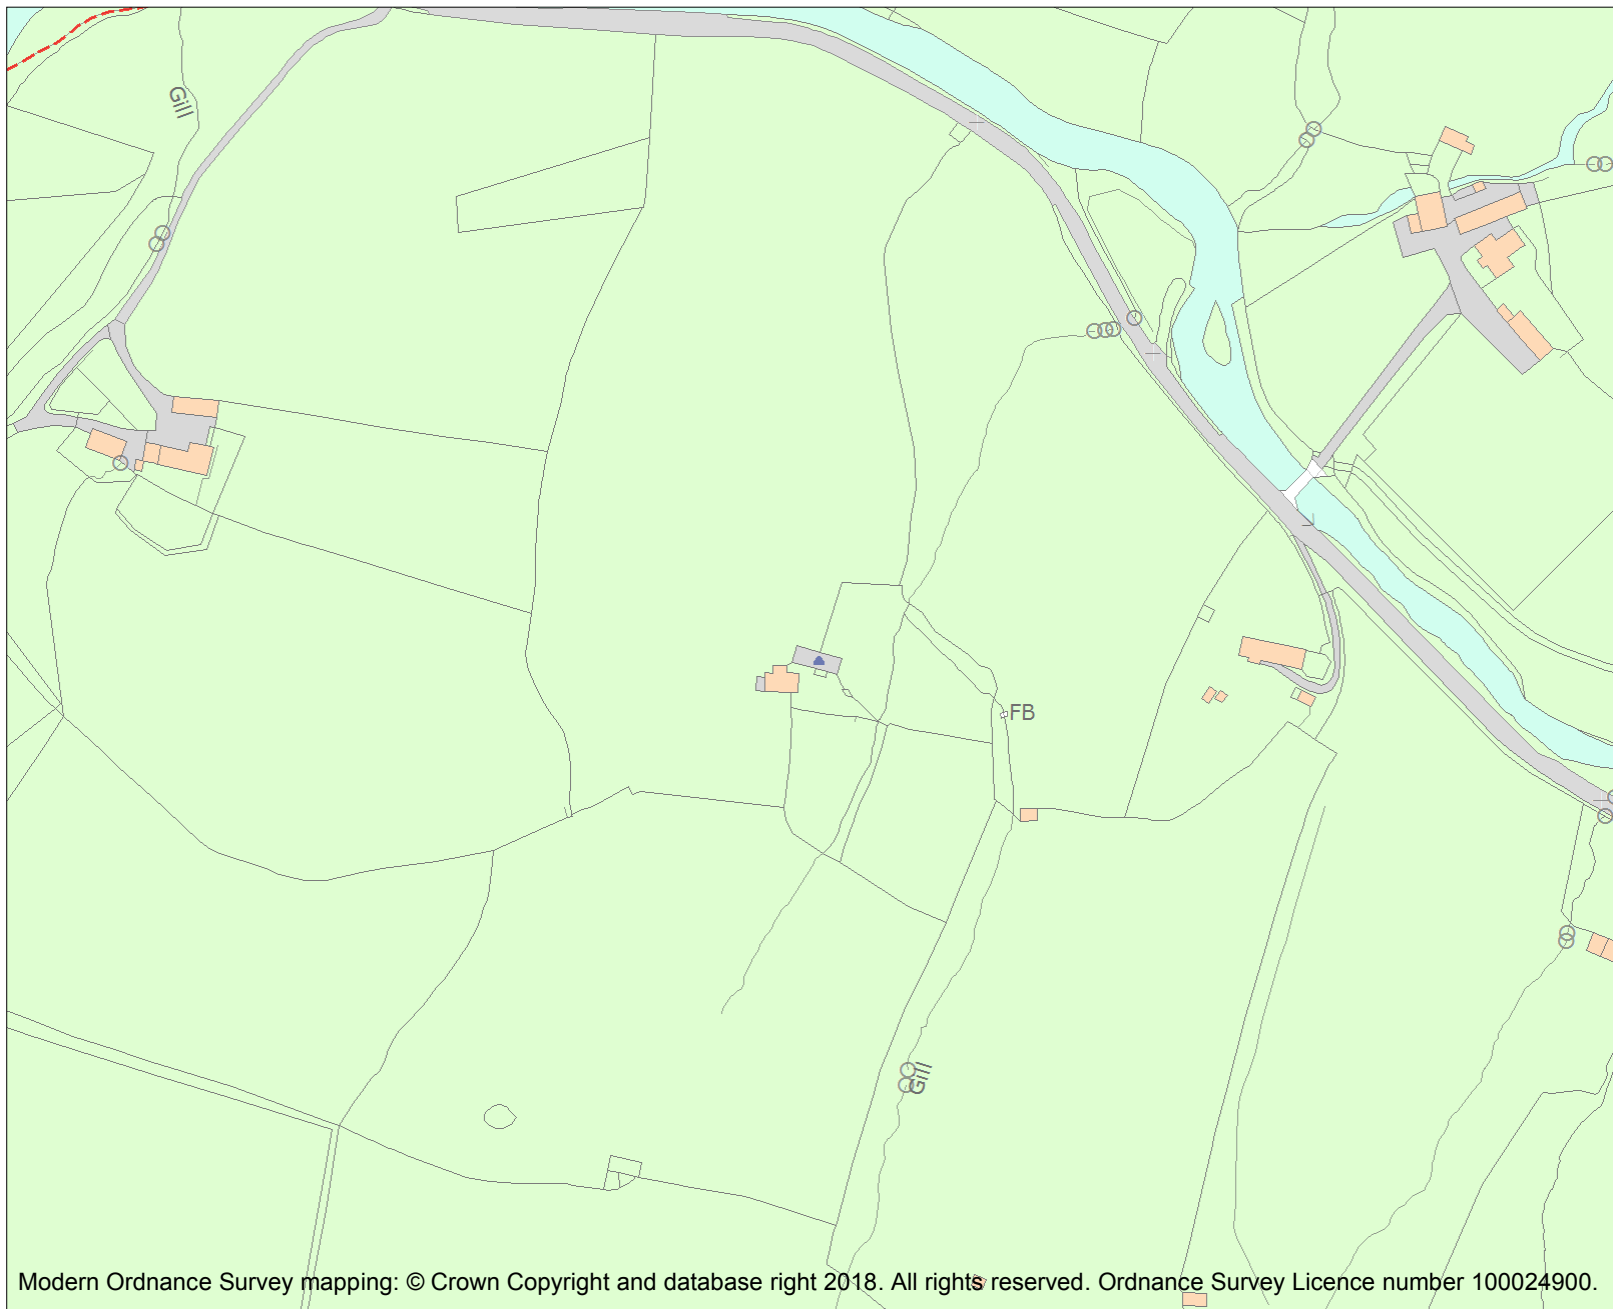 Gill
FB
Gill
Modern Ordnance Survey mapping: © Crown Copyright and database right 2018. All rights reserved. Ordnance Survey Licence number 100024900.